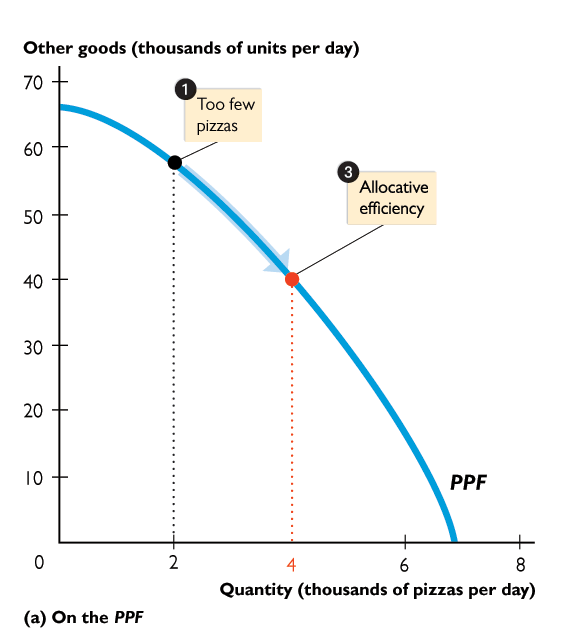 Other goods (thousands of units per day)
70
1
Too few
pizzas
60
3
Allocative
efficiency
50
40
30
20
10
PPF
0
2
4
6
8
Quantity (thousands of pizzas per day)
(a) On the PPF